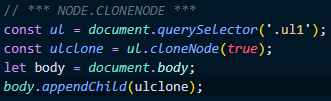 // *** NODE.CLONENODE ***
const ul = document.querySelector('.ul1');
const ulclone = ul.cloneNode(true);
let body = document.body;
body.appendChild(ulclone);